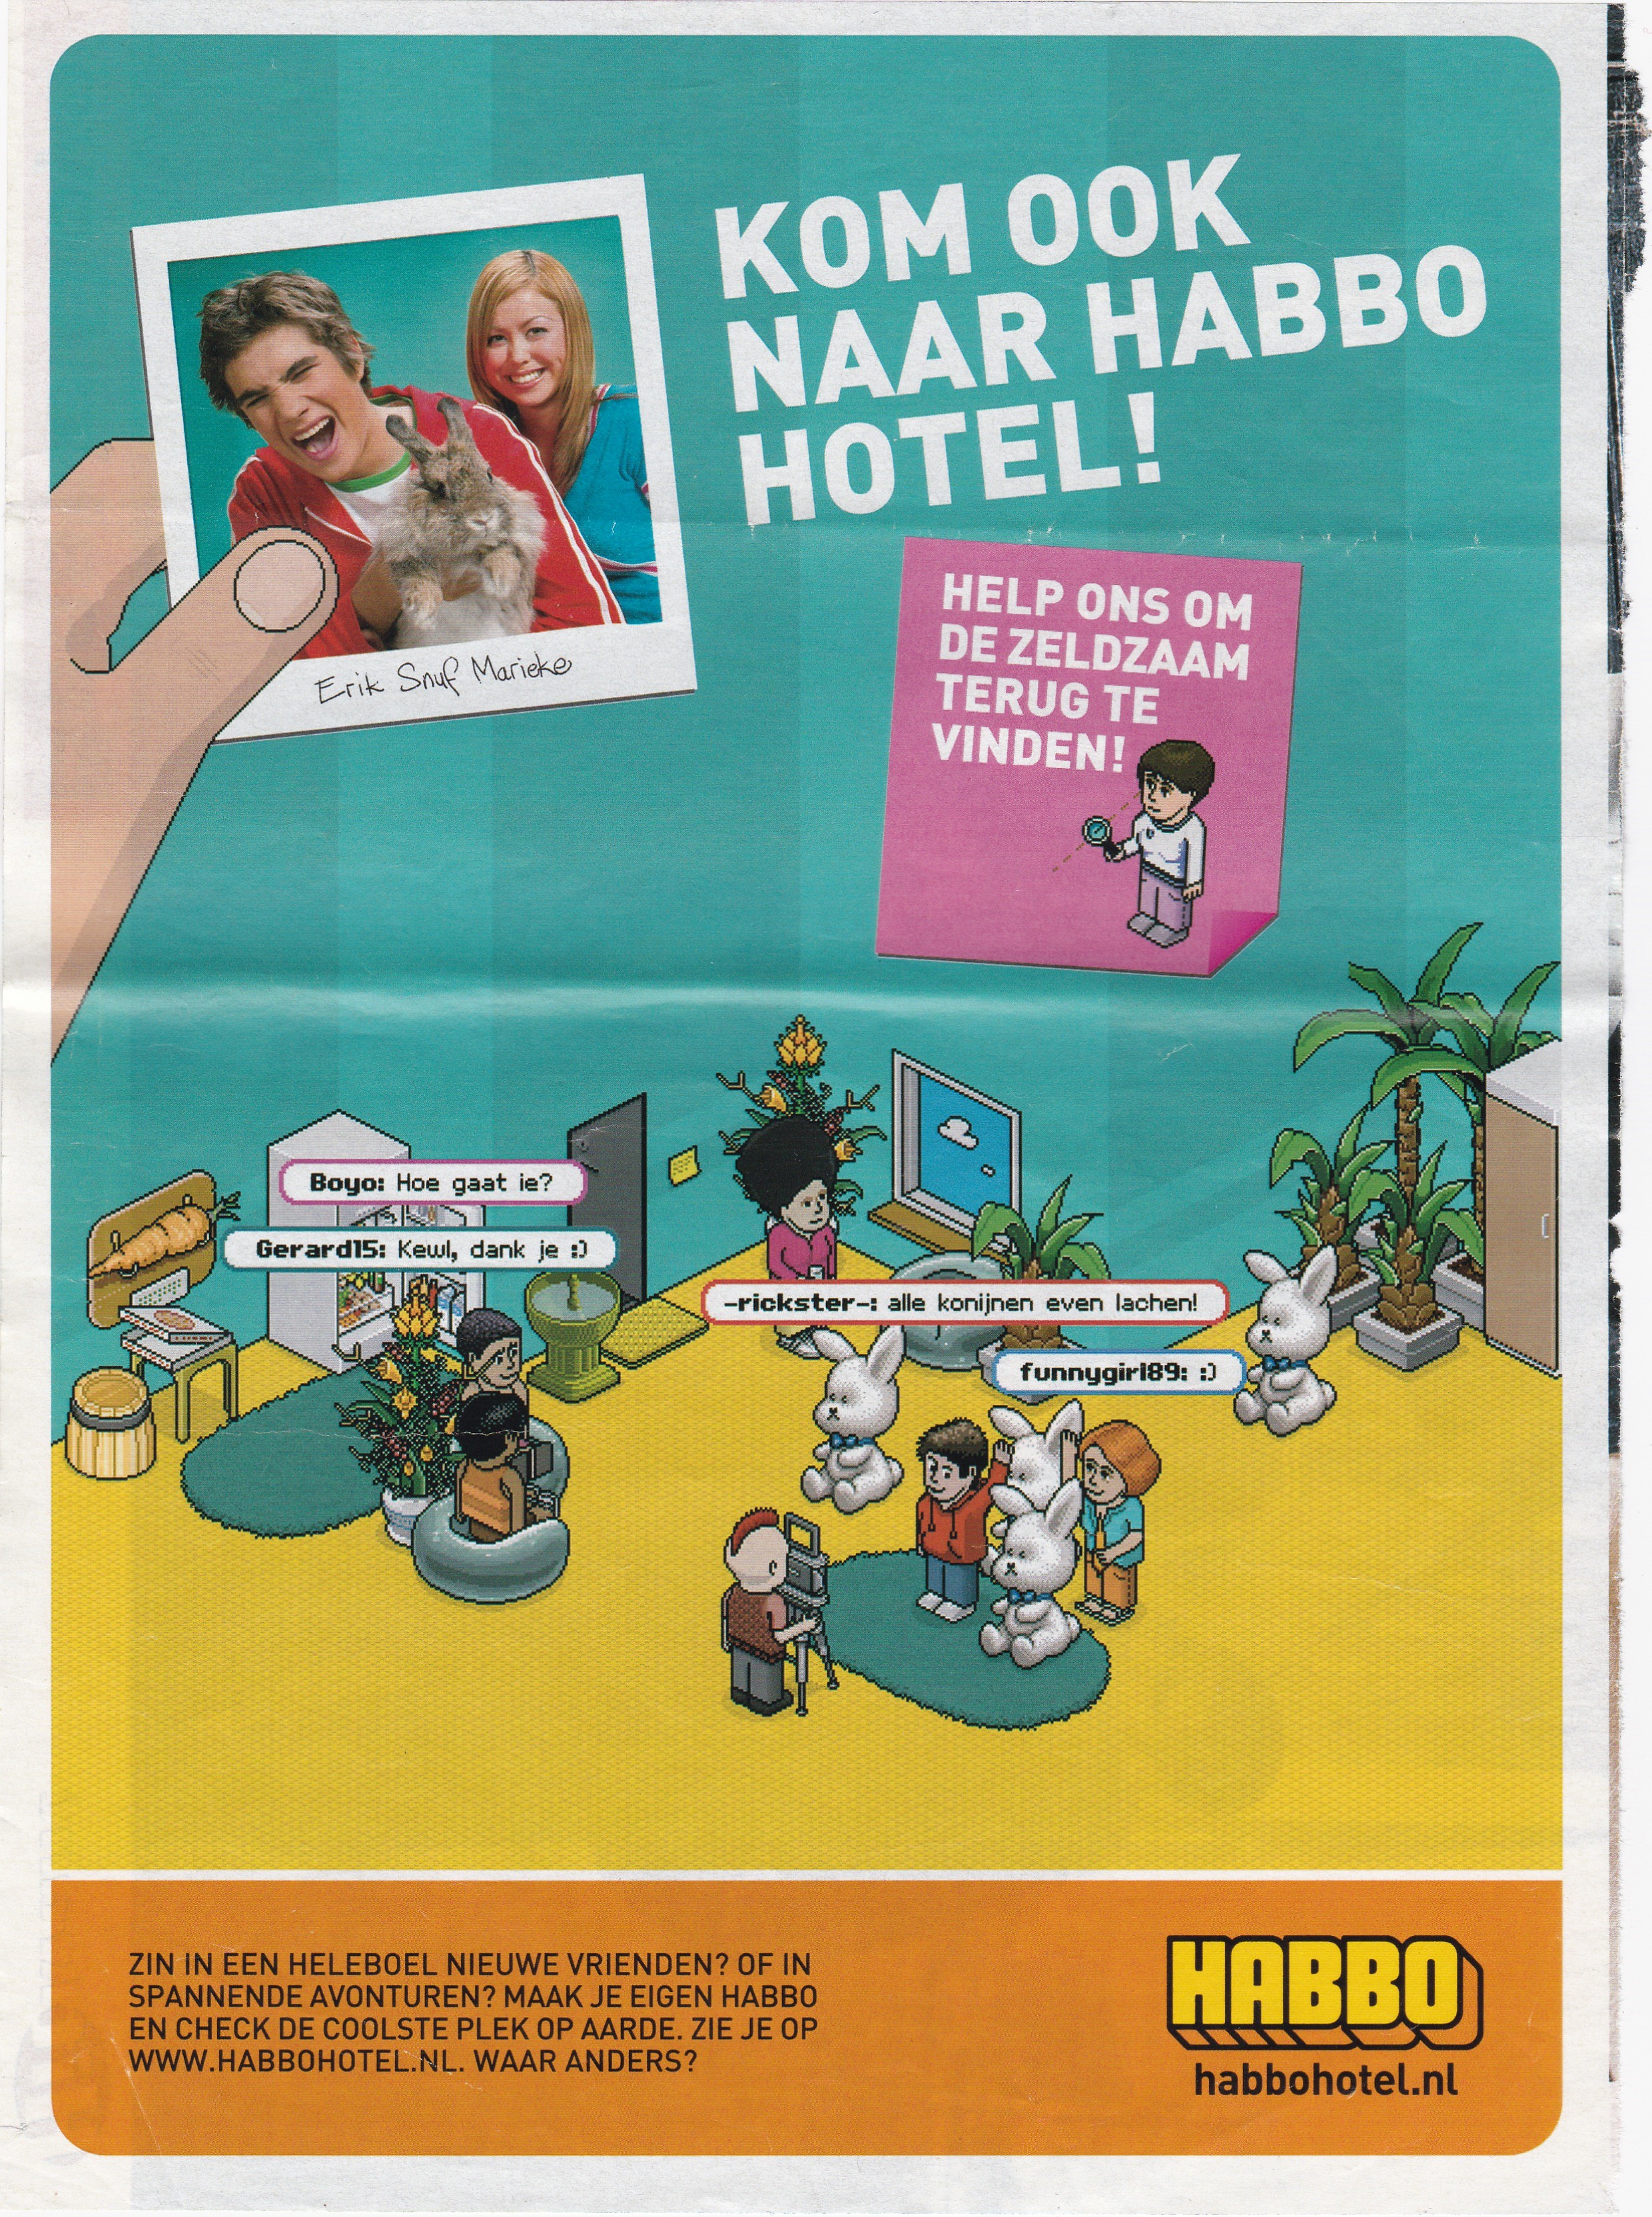 KOM OOK
NAAR HABBO
HOTEL!
Erik Snuf Marieke
HELP ONS OM
DE ZELDZAAM
TERUG TE
VINDEN!
Boyo: Hoe gaat ie?
Gerard15: Kewl, dank je :)
-rickster-: alle konijnen even lachen!
funnygirl89: :)
ZIN IN EEN HELEBOEL NIEUWE VRIENDEN? OF IN
SPANNENDE AVONTUREN? MAAK JE EIGEN HABBO
EN CHECK DE COOLSTE PLEK OP AARDE. ZIE JE OP
WWW.HABBOHOTEL.NL. WAAR ANDERS?
HABBO
habbohotel.nl